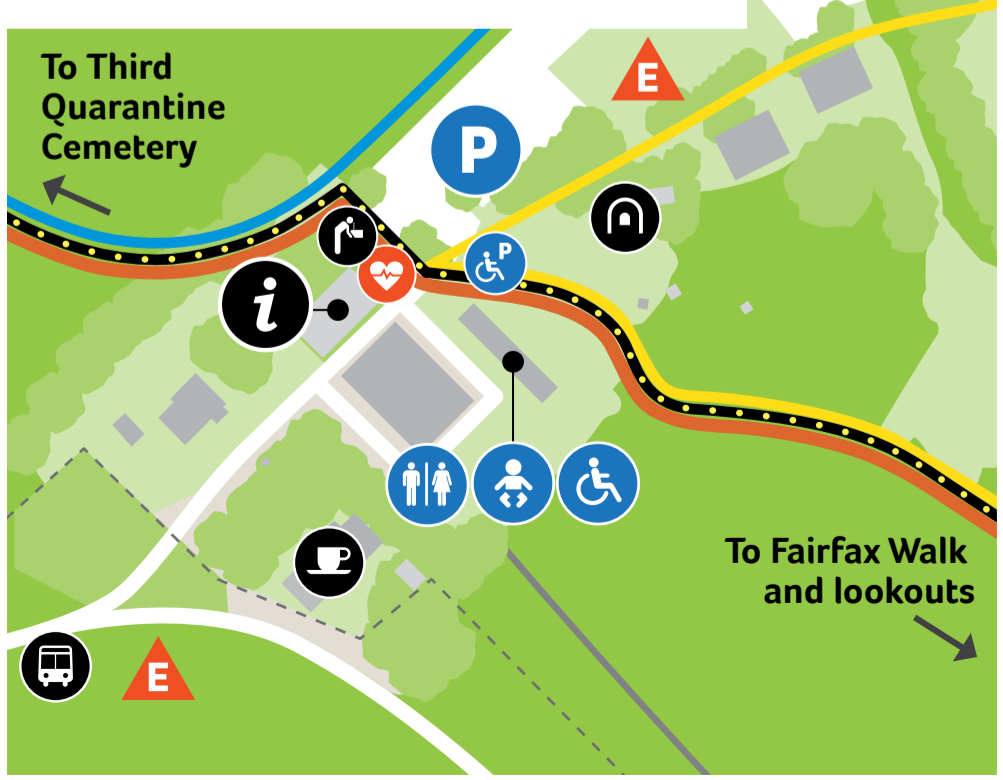 To Third
Quarantine
Cemetery
E
P
P
i
To Fairfax Walk
and lookouts
E